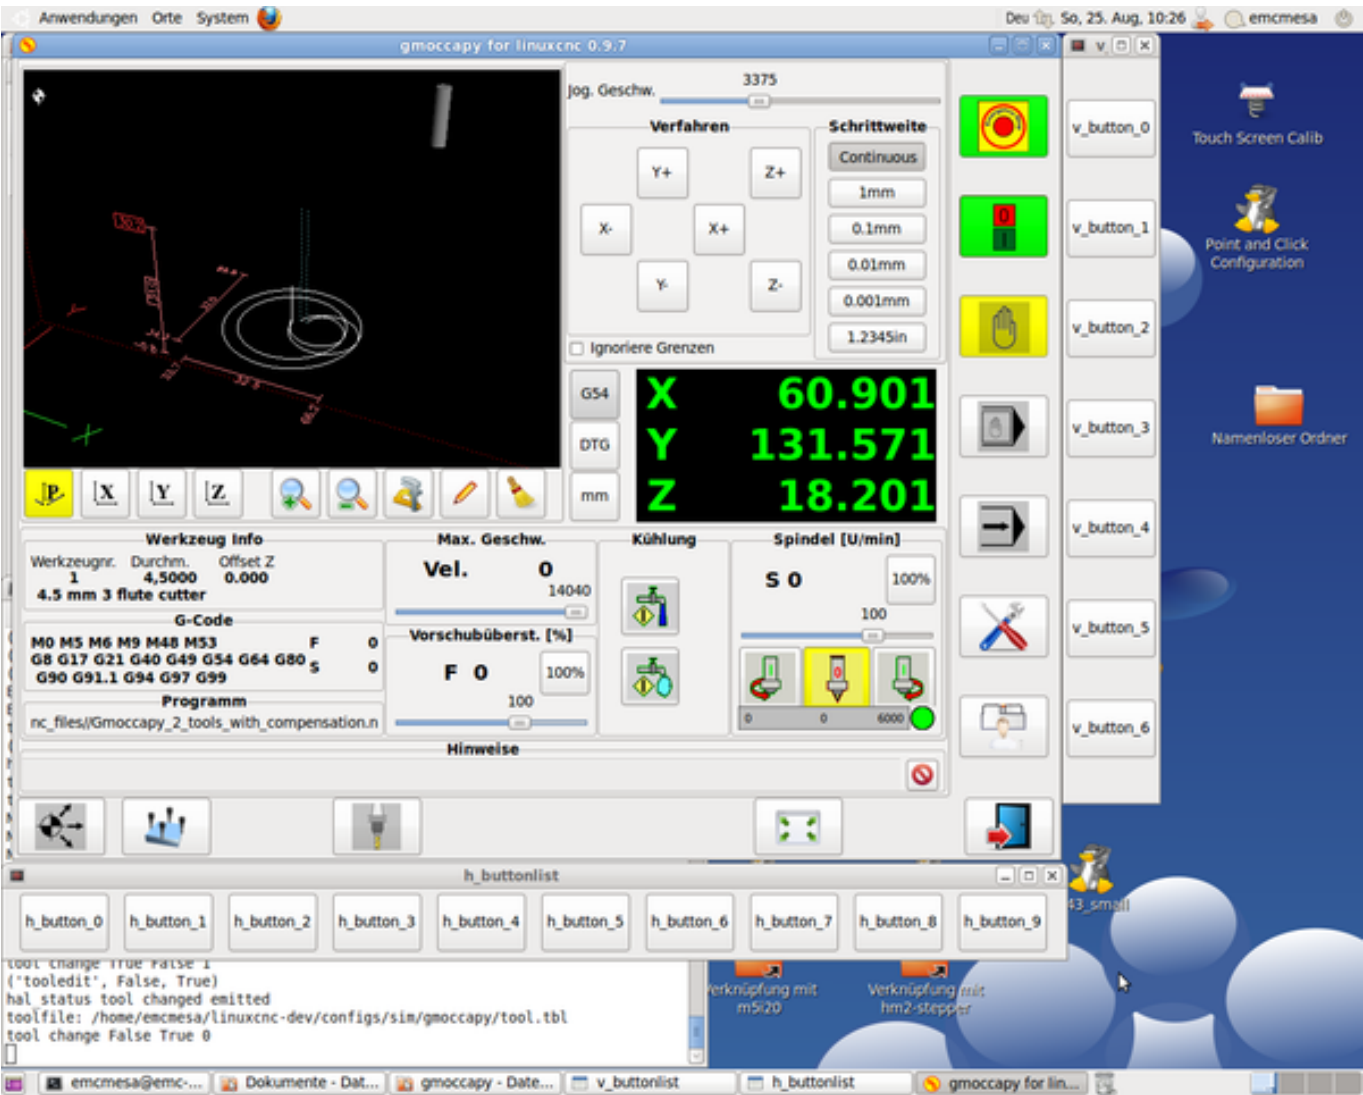 Anwendungen Orte System
Deu So, 25. Aug, 10:26 emcmesa
gmoccapy for linuxcnc 0.9.7
Jog. Geschw.
3375
Verfahren
Y+
Z+
X-
X+
Y-
Z-
Ignoriere Grenzen
Schrittweite
Continuous
1mm
0.1mm
0.01mm
0.001mm
1.2345in
G54
DTG
mm
X 60.901
Y 131.571
Z 18.201
P X Y Z
Werkzeug Info
Werkzeugnr. Durchm. Offset Z
1 4,5000 0.000
4.5 mm 3 flute cutter
G-Code
M0 M5 M6 M9 M48 M53 F 0
G8 G17 G21 G40 G49 G54 G64 G80 S 0
G90 G91.1 G94 G97 G99
Programm
nc_files//Gmoccapy_2_tools_with_compensation.n
Max. Geschw.
Vel. 0
14040
Vorschubüberst. [%]
F 0 100%
100
Kühlung
Spindel [U/min]
S 0 100%
100
0 0 6000
Hinweise
v_button_0
v_button_1
v_button_2
v_button_3
v_button_4
v_button_5
v_button_6
Touch Screen Calib
Point and Click
Configuration
Namenloser Ordner
h_buttonlist
h_button_0 h_button_1 h_button_2 h_button_3 h_button_4 h_button_5 h_button_6 h_button_7 h_button_8 h_button_9
43_small
tool change True False 1
('tooledit', False, True)
hal_status tool changed emitted
toolfile: /home/emcmesa/linuxcnc-dev/configs/sim/gmoccapy/tool.tbl
tool change False True 0
Verknüpfung mit
m5i20
Verknüpfung mit
hm2-stepper
emcmesa@emc-... Dokumente - Dat... gmoccapy - Date... v_buttonlist h_buttonlist gmoccapy for lin...